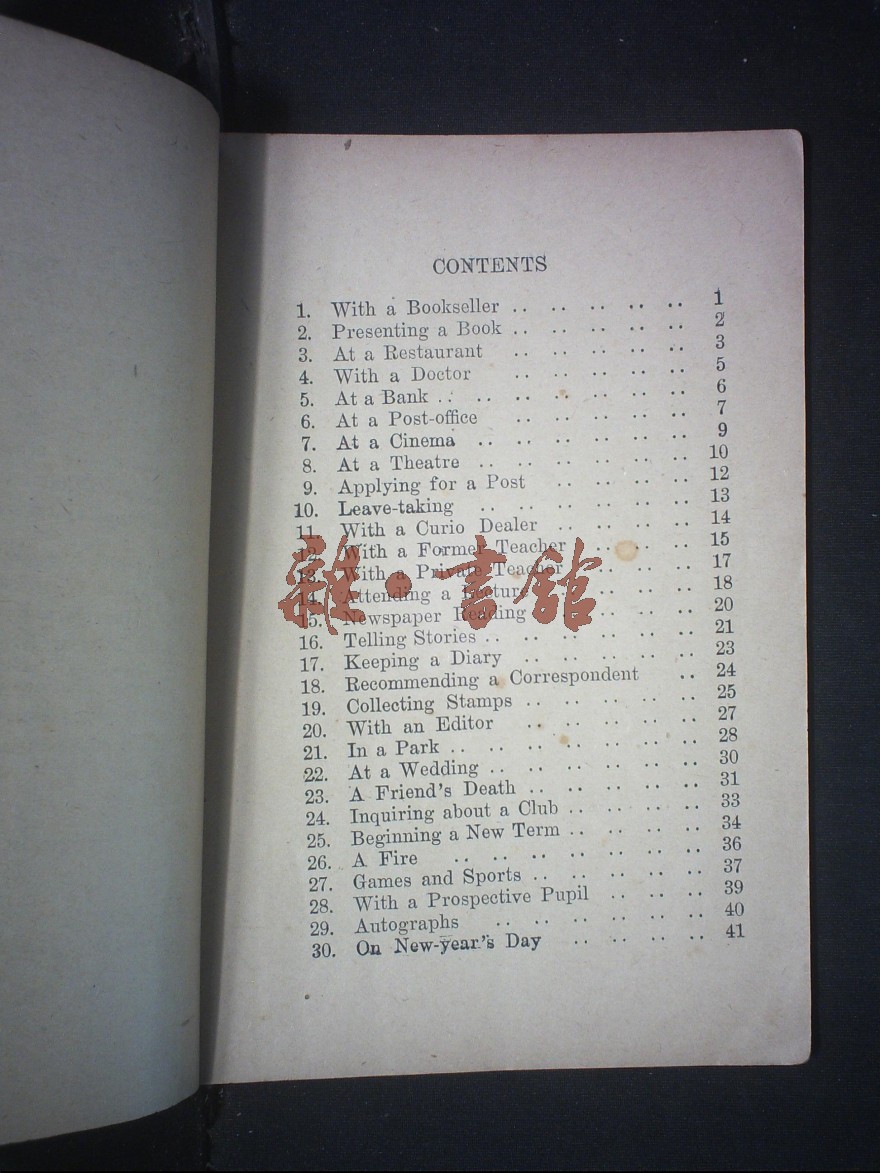 CONTENTS
1. With a Bookseller .. .. .. .. .. 1
2. Presenting a Book .. .. .. .. .. 2
3. At a Restaurant .. .. .. .. .. 3
4. With a Doctor .. .. .. .. .. 5
5. At a Bank .. .. .. .. .. .. .. 6
6. At a Post-office .. .. .. .. .. 7
7. At a Cinema .. .. .. .. .. .. 9
8. At a Theatre .. .. .. .. .. .. 10
9. Applying for a Post .. .. .. .. 12
10. Leave-taking .. .. .. .. .. .. 13
11. With a Curio Dealer .. .. .. .. 14
12. With a Former Teacher .. .. .. .. 15
13. With a Private Teacher .. .. .. 17
14. Attending a Lecture .. .. .. .. 18
15. Newspaper Reading .. .. .. .. 20
16. Telling Stories .. .. .. .. .. .. 21
17. Keeping a Diary .. .. .. .. .. 23
18. Recommending a Correspondent .. 24
19. Collecting Stamps .. .. .. .. .. 25
20. With an Editor .. .. .. .. .. 27
21. In a Park .. .. .. .. .. .. .. 28
22. At a Wedding .. .. .. .. .. .. 30
23. A Friend's Death .. .. .. .. .. 31
24. Inquiring about a Club .. .. .. .. 33
25. Beginning a New Term .. .. .. .. 34
26. A Fire .. .. .. .. .. .. .. 36
27. Games and Sports .. .. .. .. .. 37
28. With a Prospective Pupil .. .. .. 39
29. Autographs .. .. .. .. .. .. 40
30. On New-year's Day .. .. .. .. 41
雜·書館